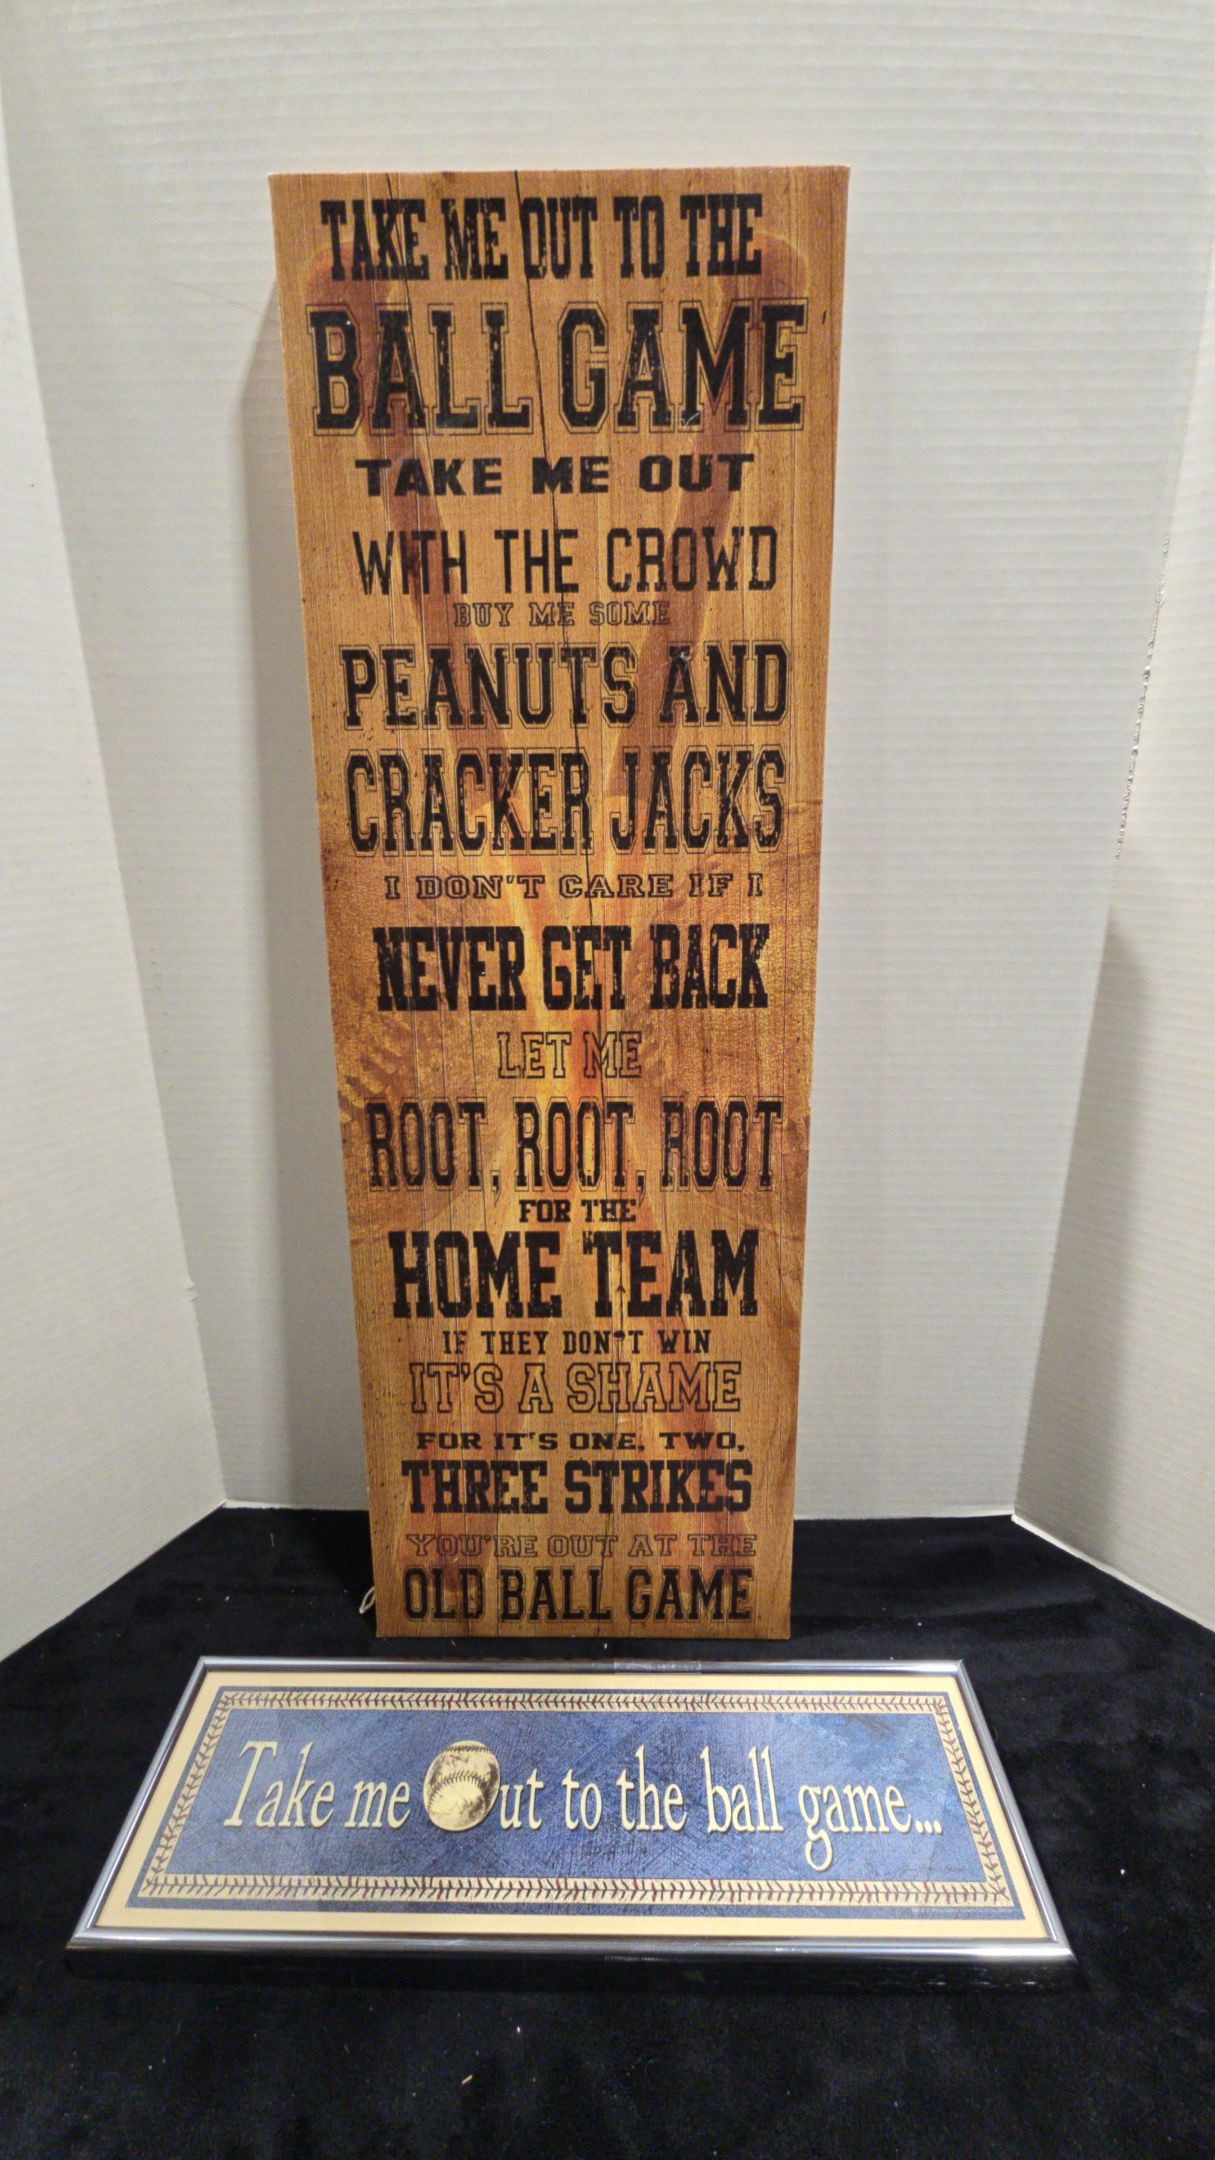 TAKE ME OUT TO THE
BALL GAME
TAKE ME OUT
WITH THE CROWD
BUY ME SOME
PEANUTS AND
CRACKER JACKS
I DON'T CARE IF I
NEVER GET BACK
LET ME
ROOT, ROOT, ROOT
FOR THE
HOME TEAM
IF THEY DON'T WIN
IT'S A SHAME
FOR IT'S ONE, TWO,
THREE STRIKES
YOU'RE OUT AT THE
OLD BALL GAME
Take me ut to the ball game...